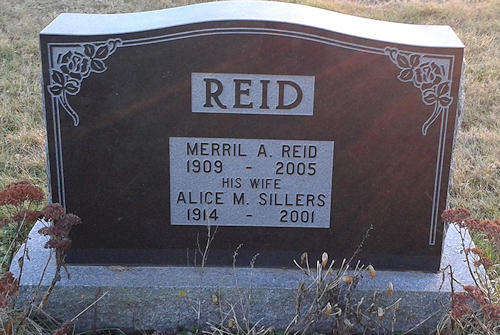 REID
MERRIL A. REID
1909 - 2005
HIS WIFE
ALICE M. SILLERS
1914 - 2001